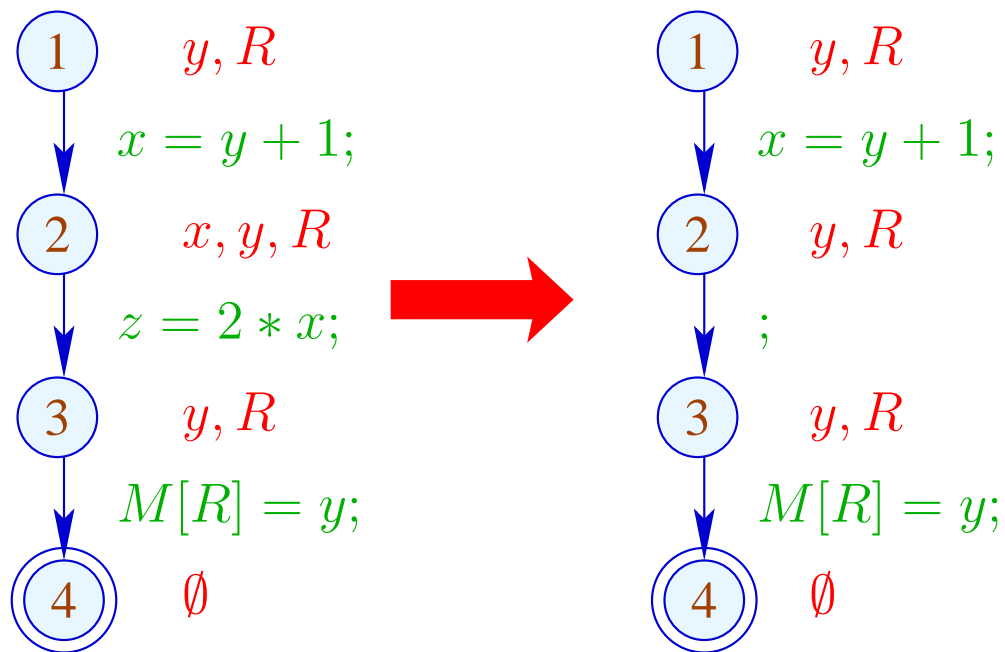 1 y, R
x = y + 1;
2 x, y, R
z = 2 ∗ x;
3 y, R
M[R] = y;
4 ∅
1 y, R
x = y + 1;
2 y, R
;
3 y, R
M[R] = y;
4 ∅